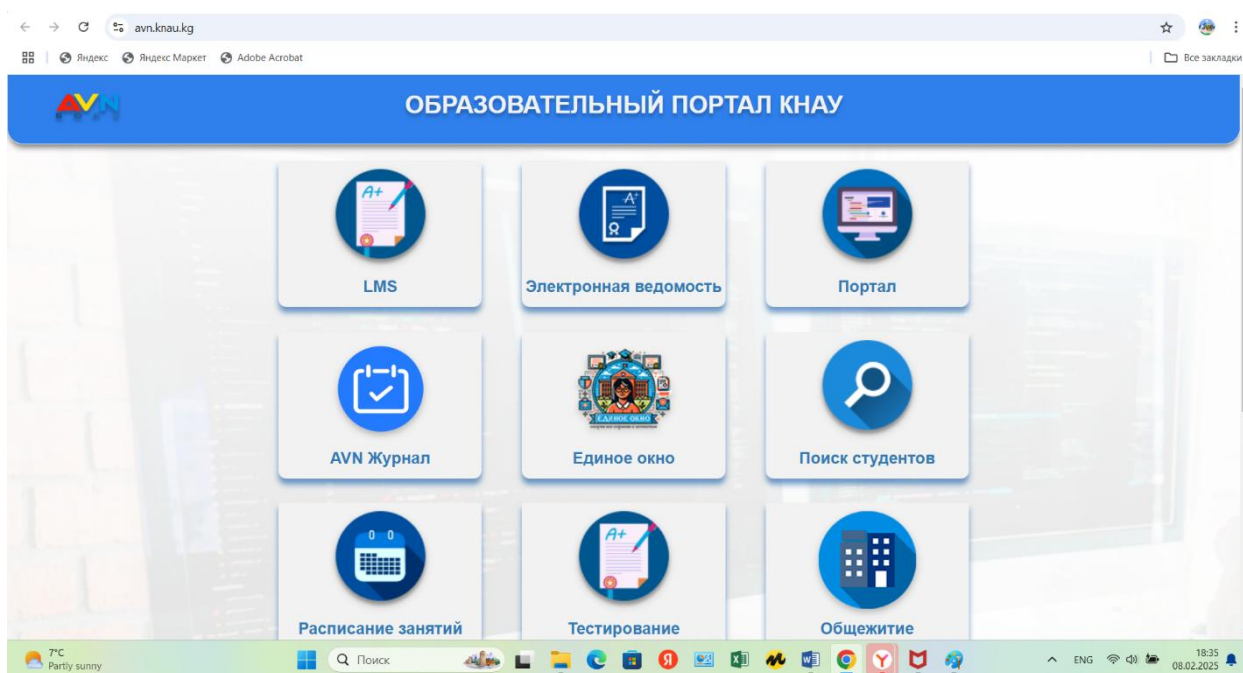 avn.knau.kg
Яндекс Яндекс Маркет Adobe Acrobat Все закладки
AVN ОБРАЗОВАТЕЛЬНЫЙ ПОРТАЛ КНАУ
A+ A+
LMS Электронная ведомость Портал
ЕДИНОЕ ОКНО
AVN Журнал Единое окно Поиск студентов
A+
Расписание занятий Тестирование Общежитие
7°C
Partly sunny
Поиск
ENG
18:35
08.02.2025